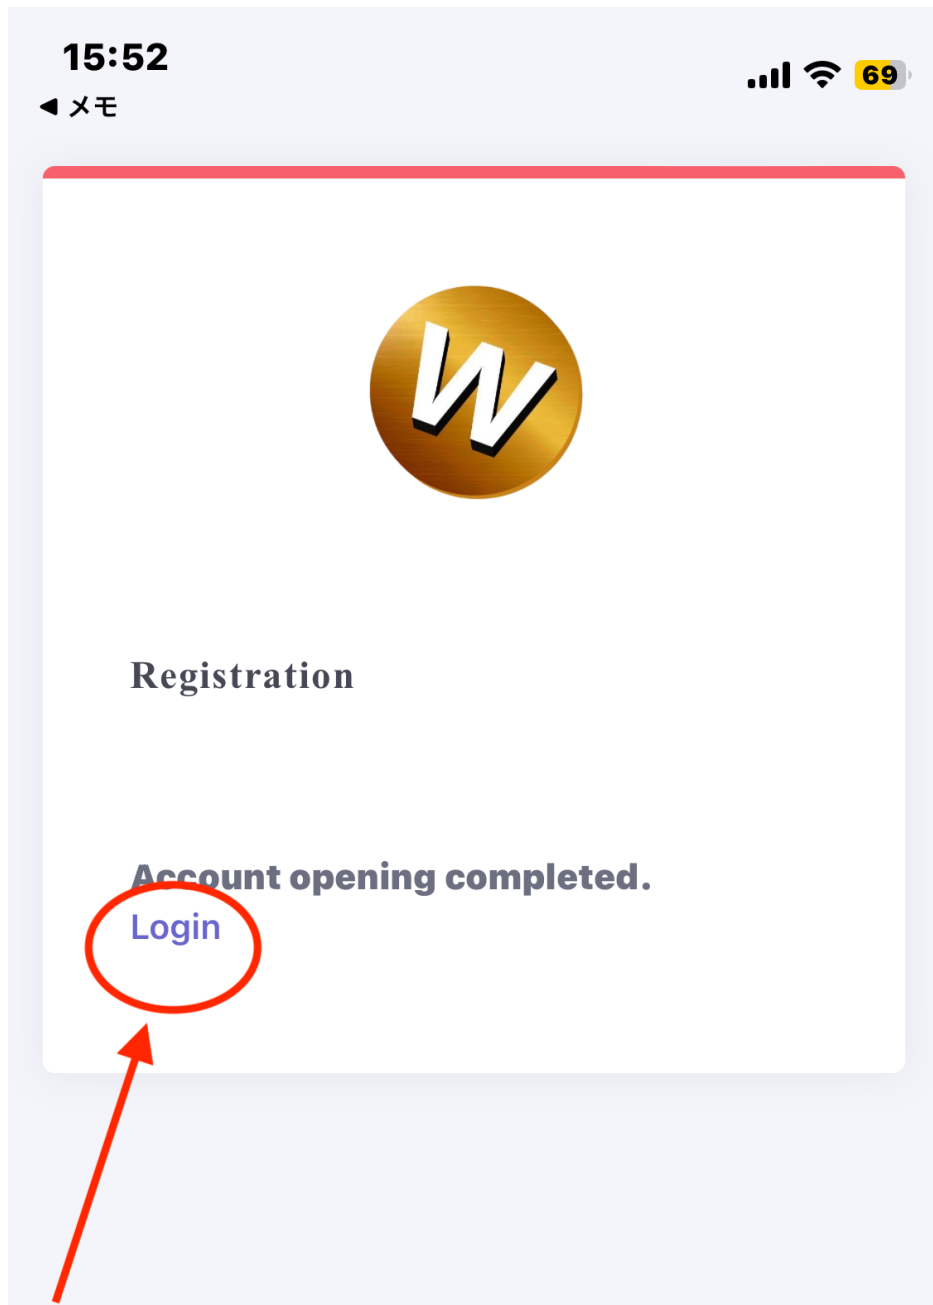 15:52
69
◀ メモ
W
Registration
Account opening completed.
Login